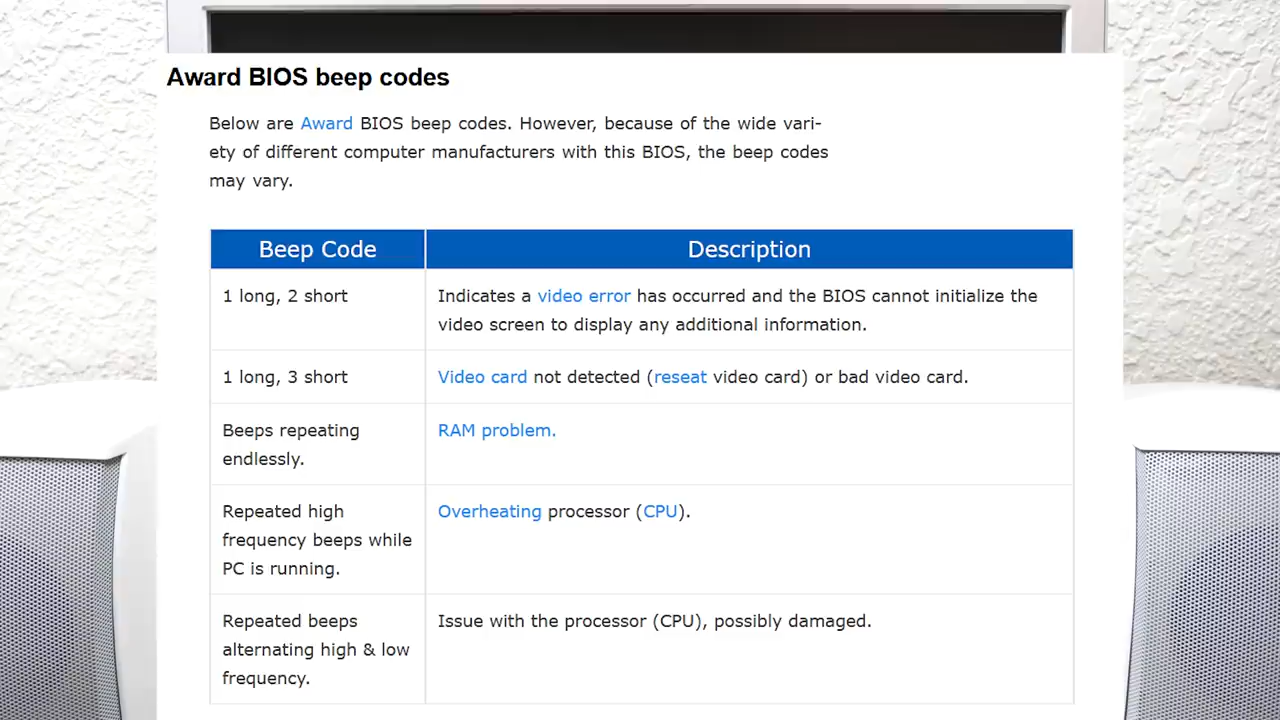 Award BIOS beep codes
Below are Award BIOS beep codes. However, because of the wide vari-
ety of different computer manufacturers with this BIOS, the beep codes
may vary.
Beep Code Description
1 long, 2 short Indicates a video error has occurred and the BIOS cannot initialize the
video screen to display any additional information.
1 long, 3 short Video card not detected (reseat video card) or bad video card.
Beeps repeating RAM problem.
endlessly.
Repeated high Overheating processor (CPU).
frequency beeps while
PC is running.
Repeated beeps Issue with the processor (CPU), possibly damaged.
alternating high & low
frequency.